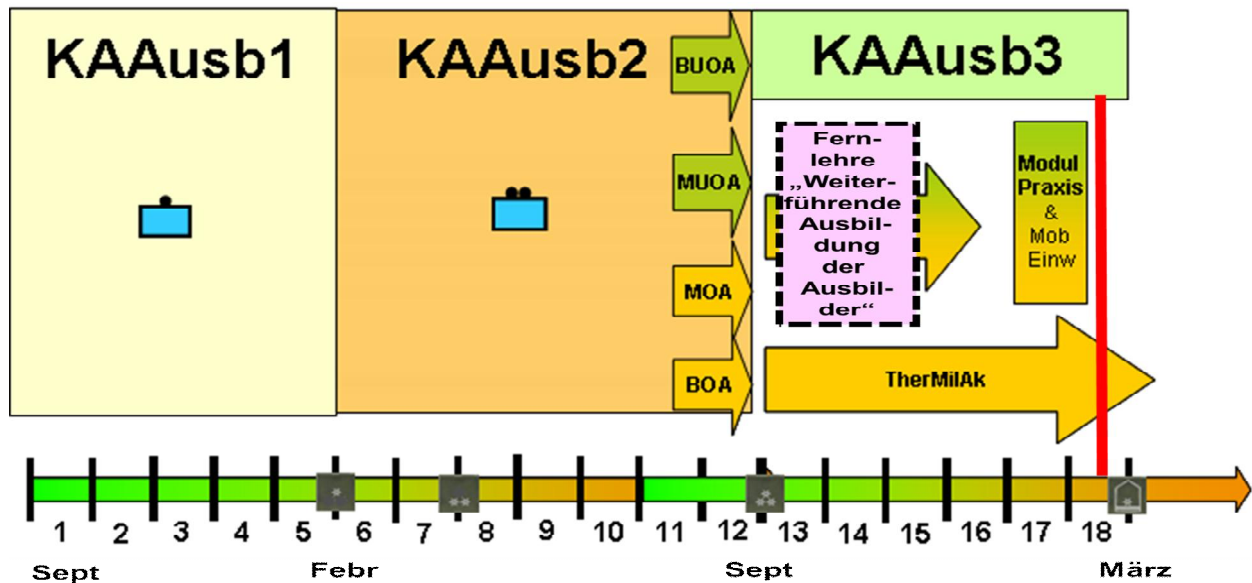 KAAusb1
KAAusb2
KAAusb3
BUOA
MUOA
MOA
BOA
Fern-
lehre
„Weiter-
führende
Ausbil-
dung
der
Ausbil-
der“
Modul
Praxis
&
Mob
Einw
TherMilAk
1 2 3 4 5 6 7 8 9 10 11 12 13 14 15 16 17 18
Sept Febr Sept März